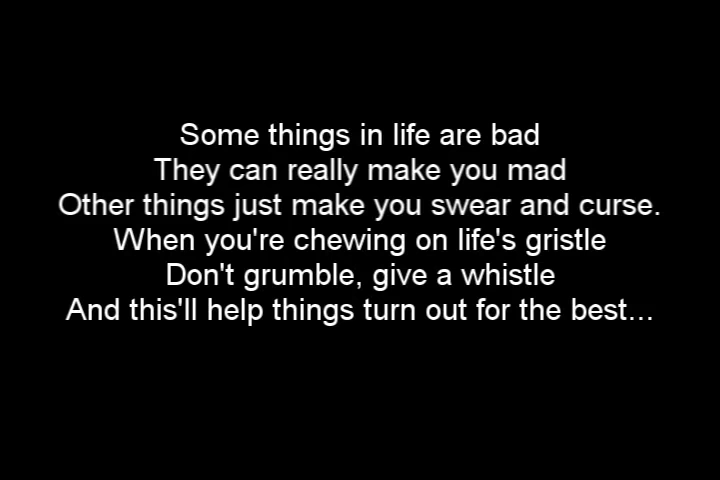 Some things in life are bad
They can really make you mad
Other things just make you swear and curse.
When you're chewing on life's gristle
Don't grumble, give a whistle
And this'll help things turn out for the best...